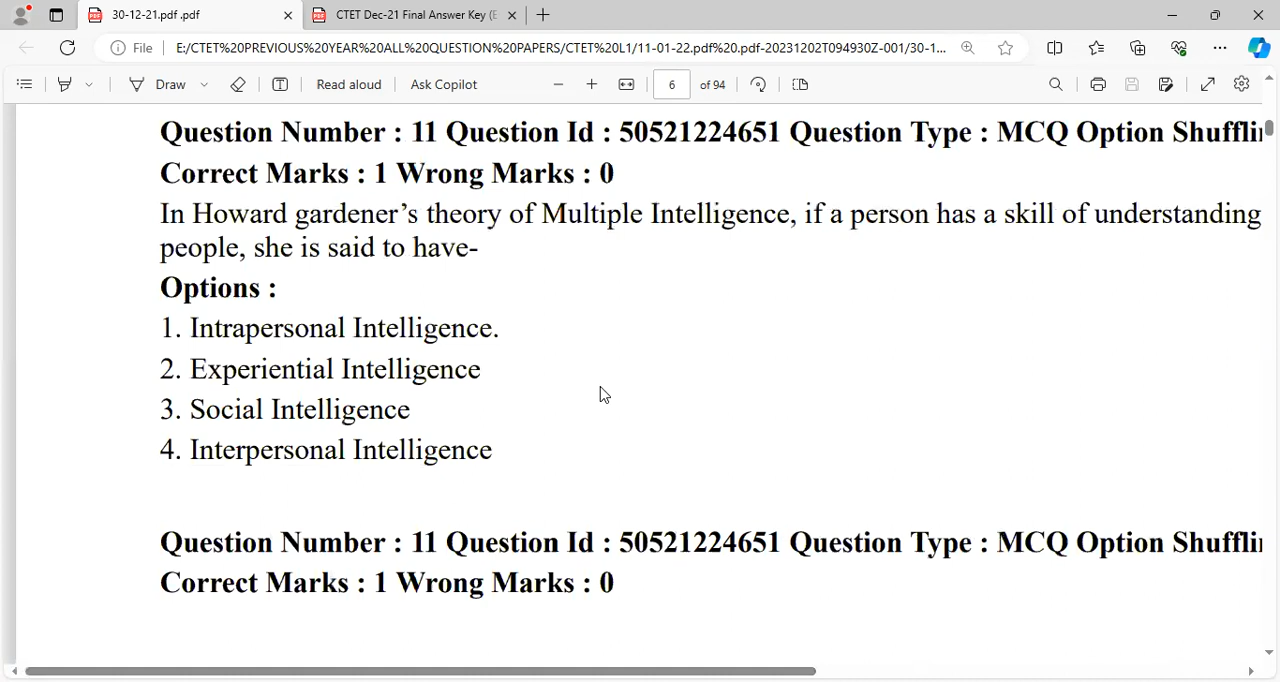 30-12-21.pdf .pdf
CTET Dec-21 Final Answer Key (E
File
E:/CTET%20PREVIOUS%20YEAR%20ALL%20QUESTION%20PAPERS/CTET%20L1/11-01-22.pdf%20.pdf-20231202T094930Z-001/30-1...
Draw
Read aloud
Ask Copilot
6 of 94
Question Number : 11 Question Id : 50521224651 Question Type : MCQ Option Shufflin
Correct Marks : 1 Wrong Marks : 0
In Howard gardener’s theory of Multiple Intelligence, if a person has a skill of understanding
people, she is said to have-
Options :
1. Intrapersonal Intelligence.
2. Experiential Intelligence
3. Social Intelligence
4. Interpersonal Intelligence
Question Number : 11 Question Id : 50521224651 Question Type : MCQ Option Shufflin
Correct Marks : 1 Wrong Marks : 0